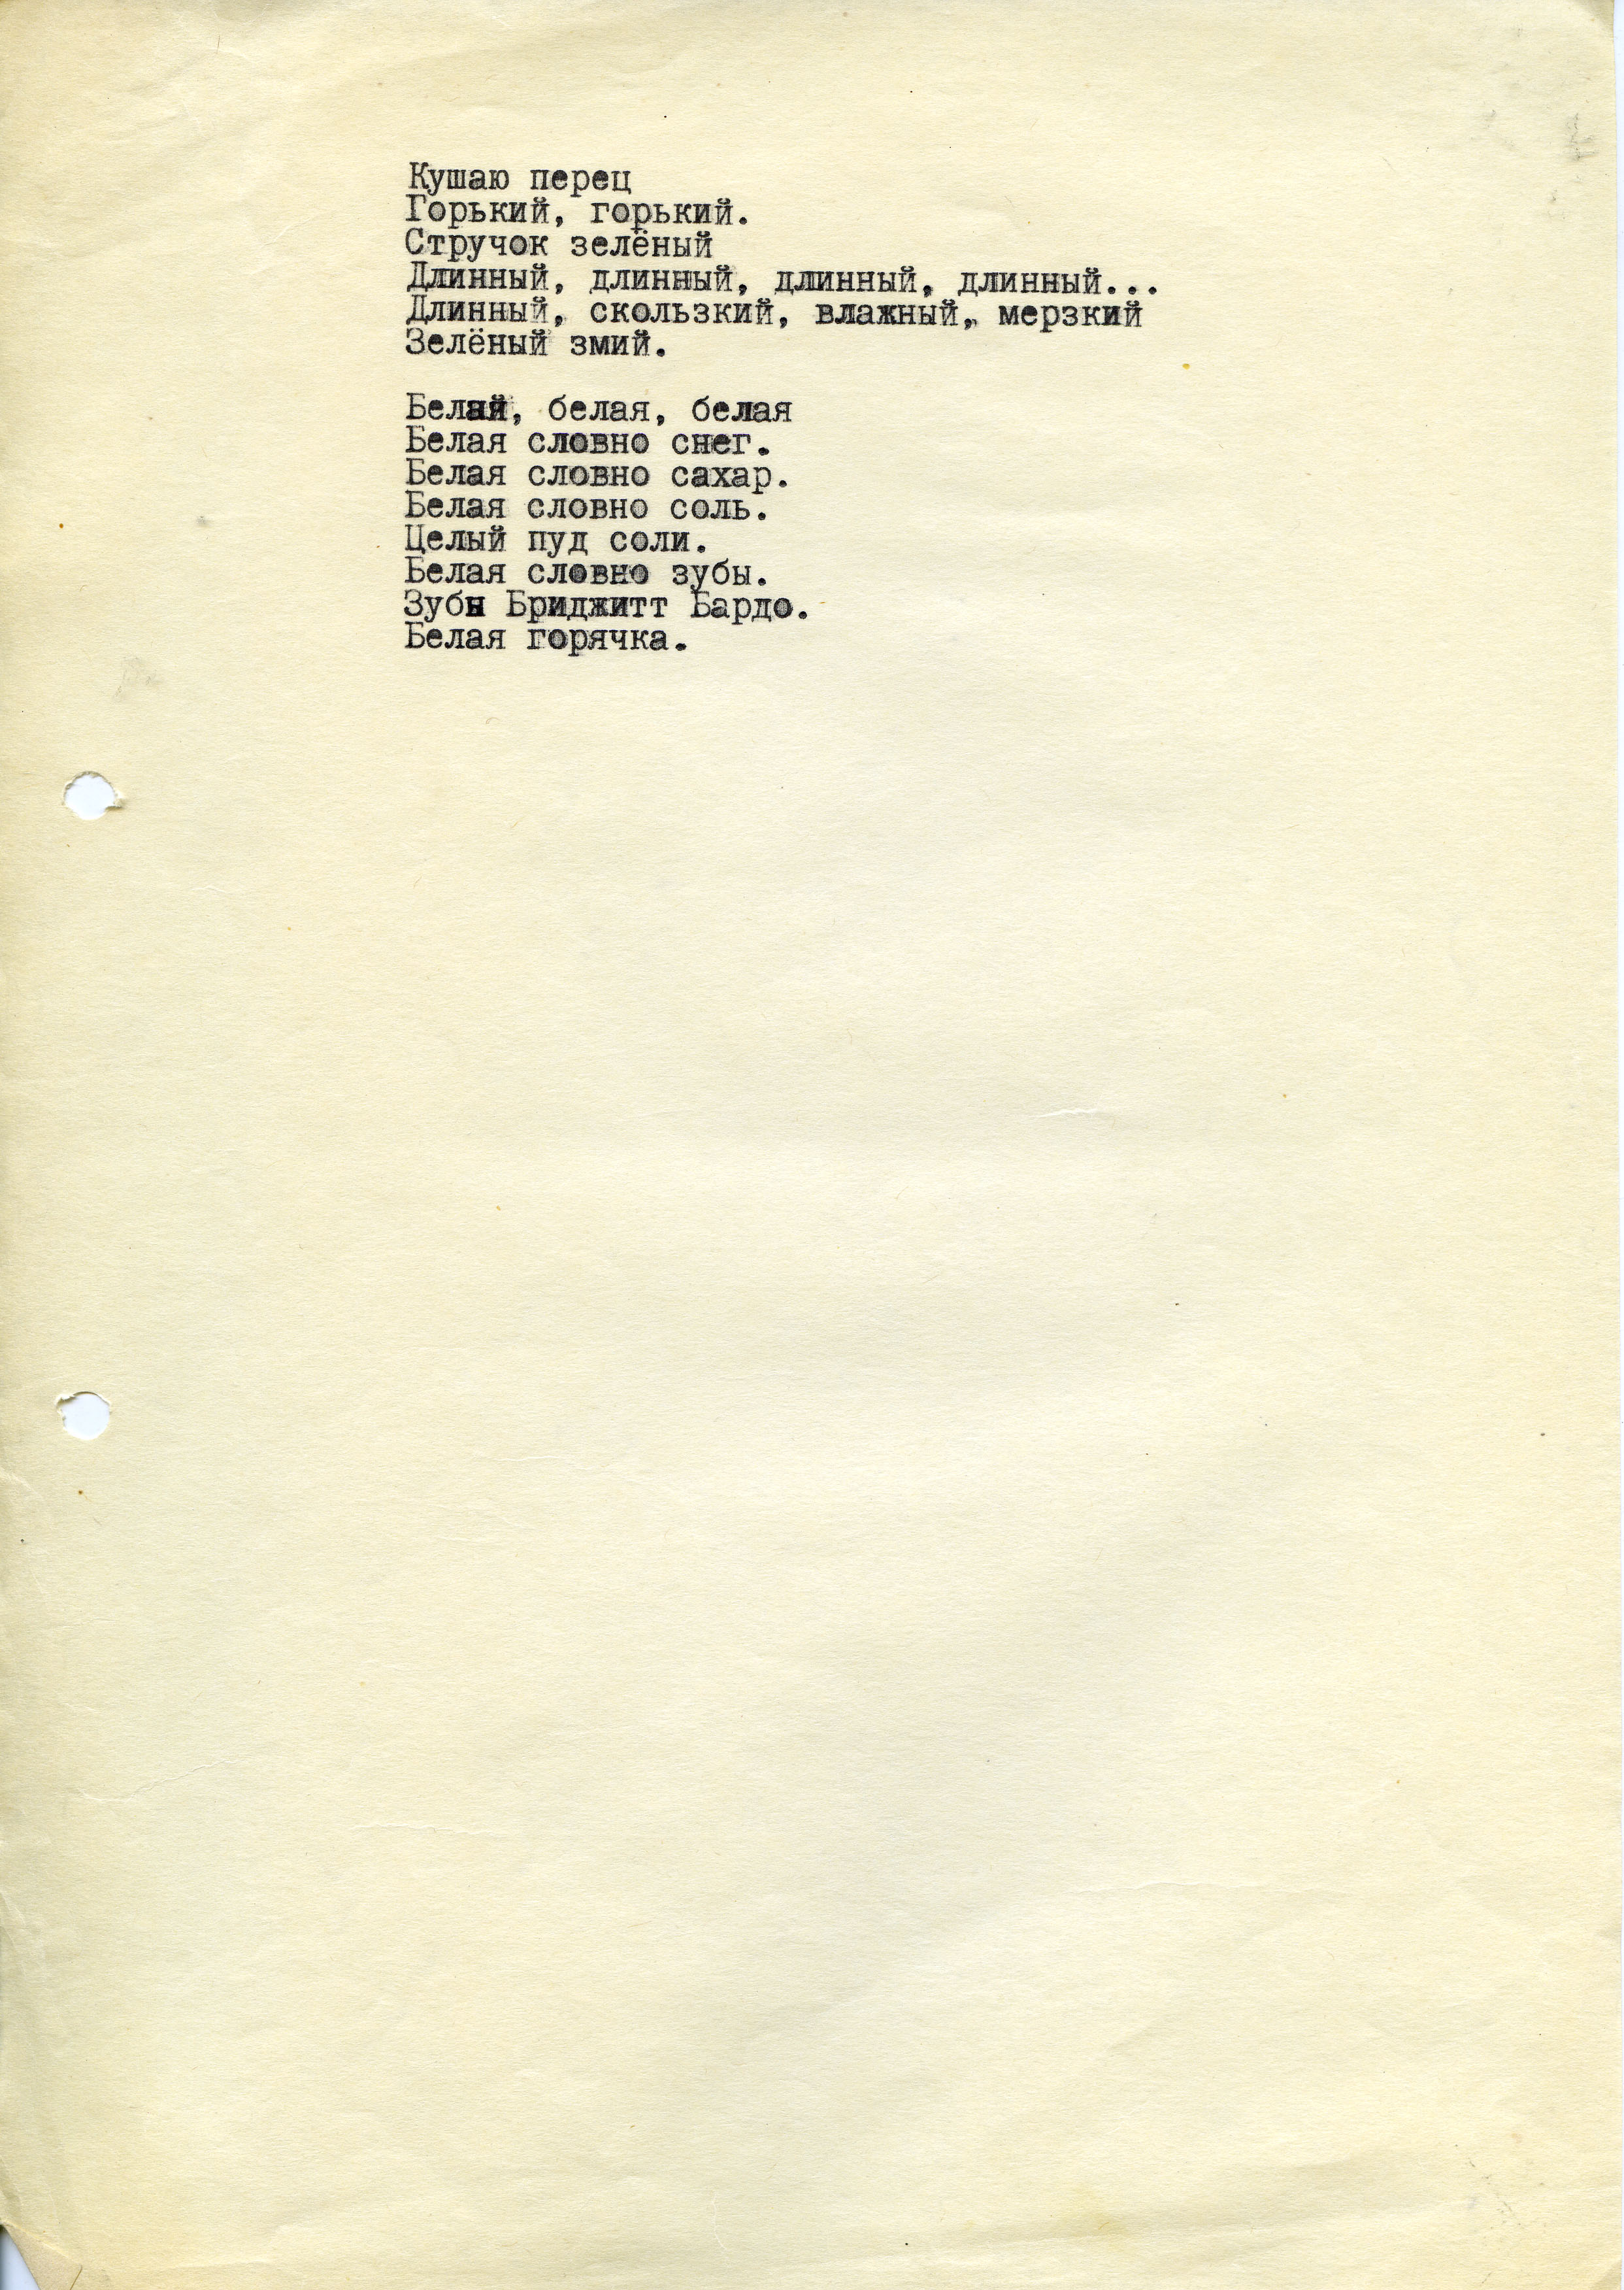 Кушаю перец
Горький, горький.
Стручок зелёный
Длинный, длинный, длинный, длинный...
Длинный, скользкий, влажный, мерзкий
Зелёный змий.
Белая, белая, белая
Белая словно снег.
Белая словно сахар.
Белая словно соль.
Целый пуд соли.
Белая словно зубы.
Зубы Бриджитт Бардо.
Белая горячка.